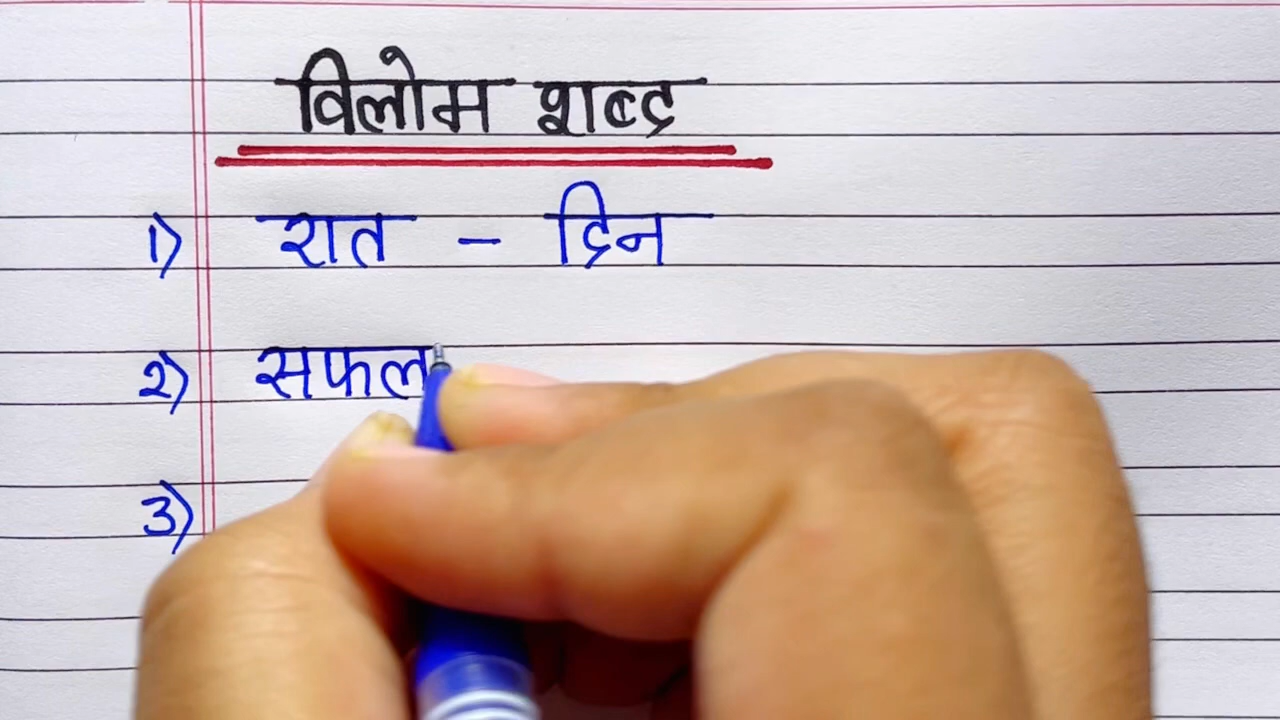 विलोम शब्द
1) रात - दिन
2) सफल
3)